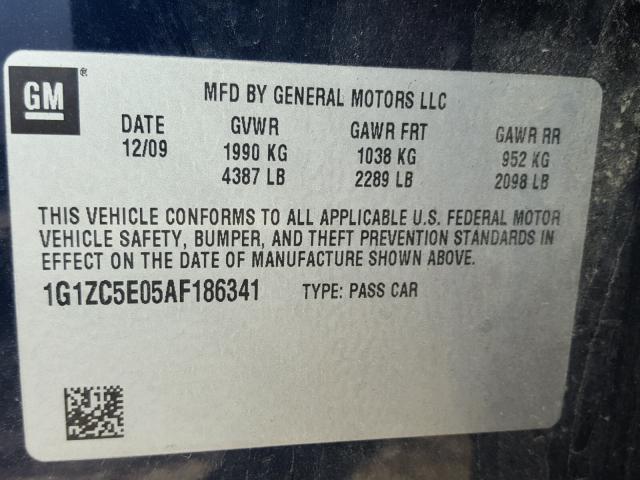 GM®
MFD BY GENERAL MOTORS LLC
DATE GVWR GAWR FRT GAWR RR
12/09 1990 KG 1038 KG 952 KG
4387 LB 2289 LB 2098 LB
THIS VEHICLE CONFORMS TO ALL APPLICABLE U.S. FEDERAL MOTOR
VEHICLE SAFETY, BUMPER, AND THEFT PREVENTION STANDARDS IN
EFFECT ON THE DATE OF MANUFACTURE SHOWN ABOVE.
1G1ZC5E05AF186341 TYPE: PASS CAR